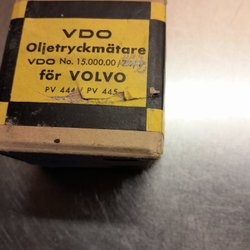 VDO
Oljetryckmätare
VDO No. 15.000.00/
för VOLVO
PV 444 / PV 445